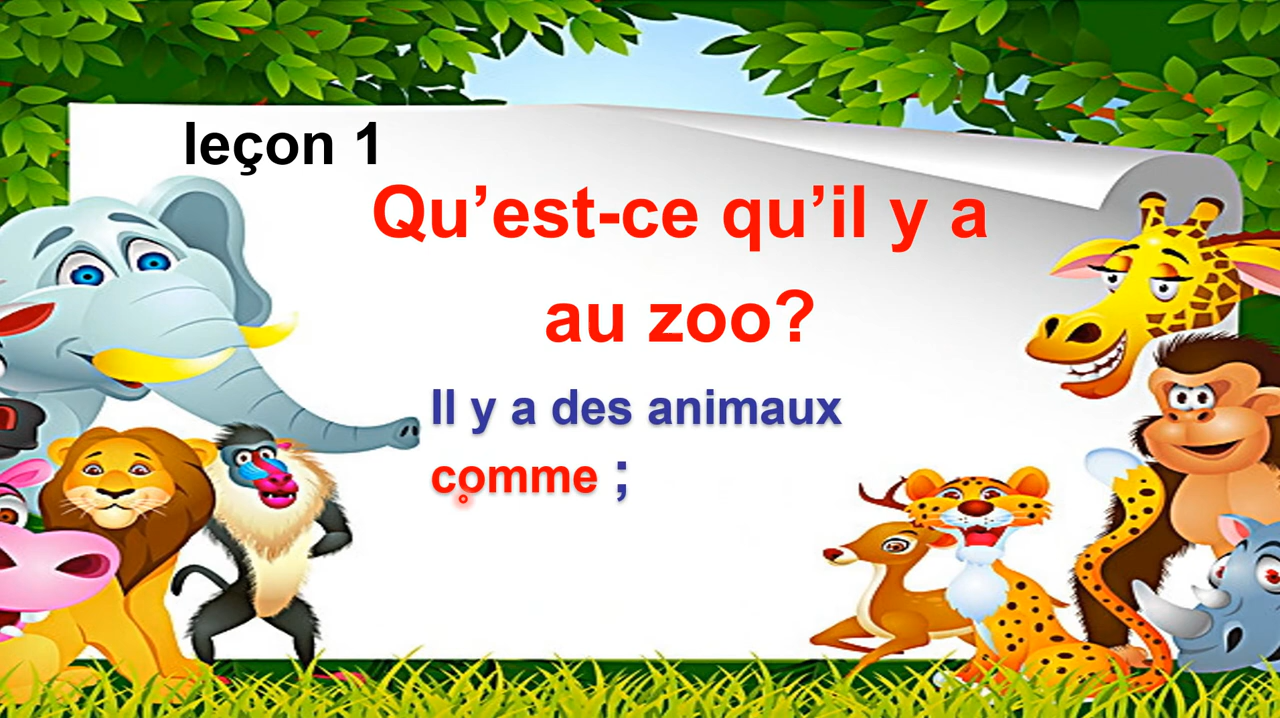 leçon 1
Qu’est-ce qu’il y a
au zoo?
Il y a des animaux
comme ;